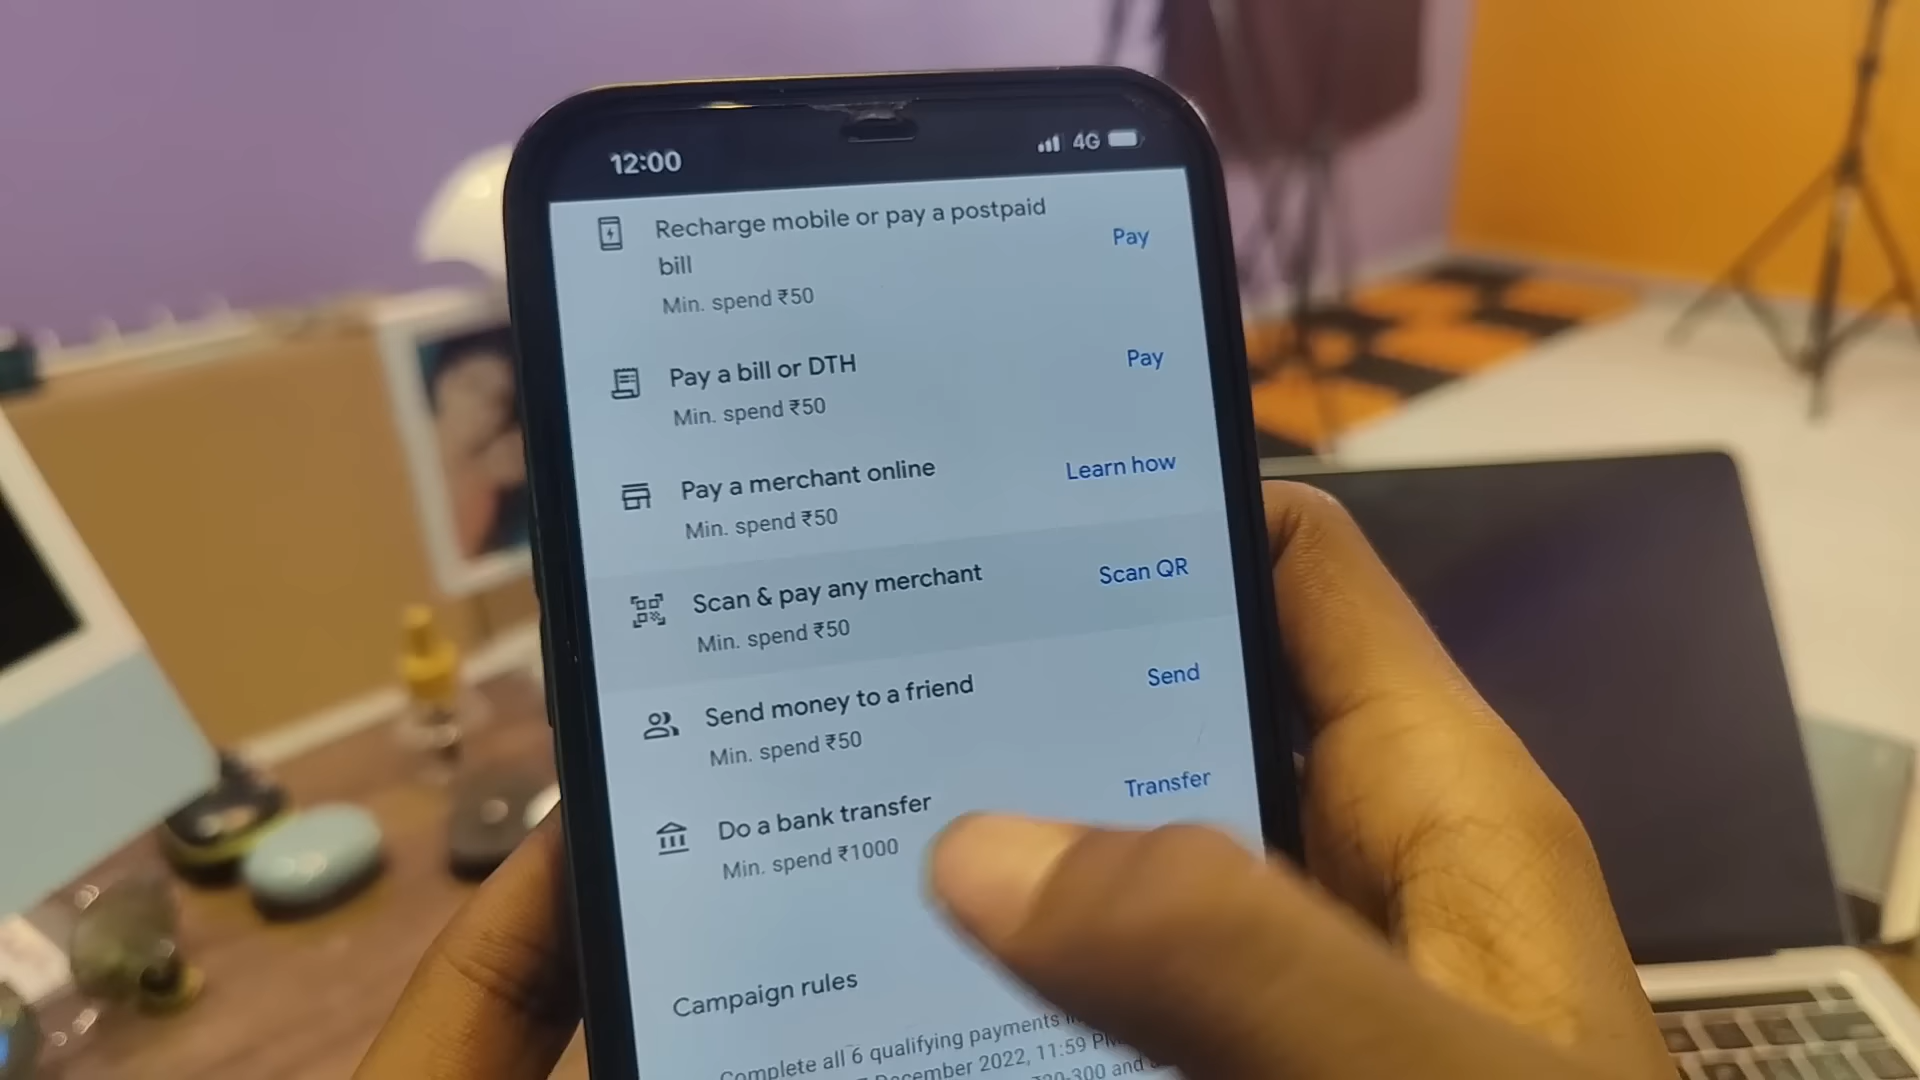 12:00
4G
Recharge mobile or pay a postpaid
bill
Pay
Min. spend ₹50
Pay a bill or DTH
Pay
Min. spend ₹50
Pay a merchant online
Learn how
Min. spend ₹50
Scan & pay any merchant
Scan QR
Min. spend ₹50
Send money to a friend
Send
Min. spend ₹50
Do a bank transfer
Transfer
Min. spend ₹1000
Campaign rules
Complete all 6 qualifying payments
December 2022, 11:59
and